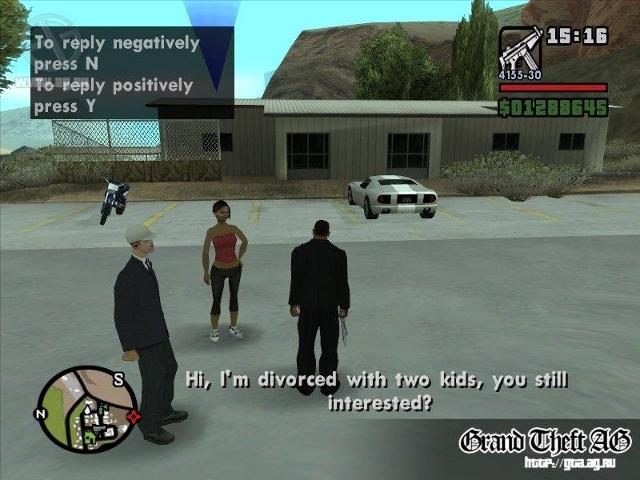 To reply negatively
press N
To reply positively
press Y
15:16
4155-30
$01288645
Hi, I'm divorced with two kids, you still
interested?
S
N
Grand Theft AG
http://gta.ag.ru